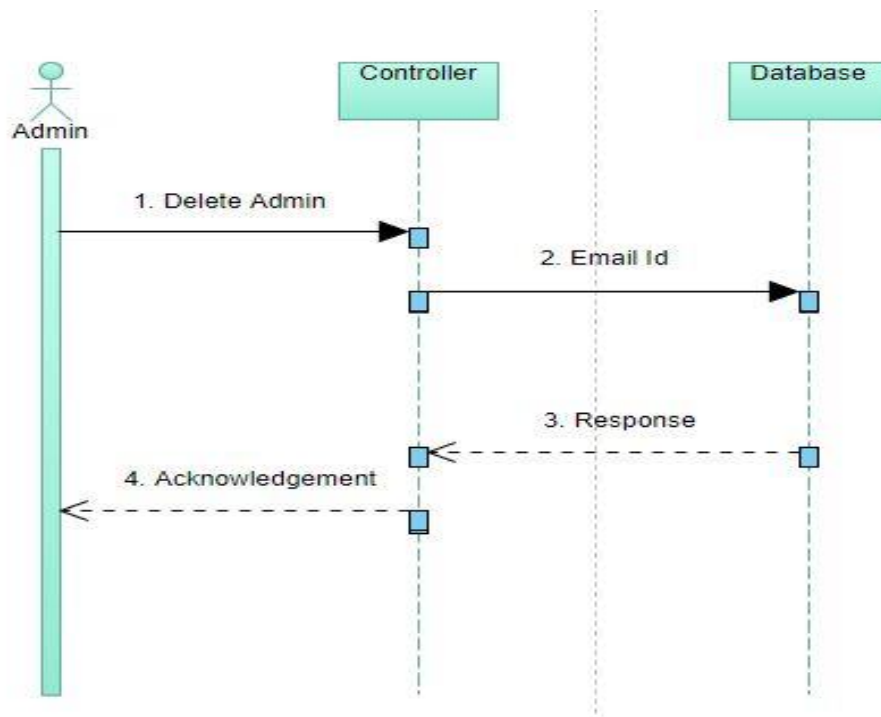 Controller
Database
Admin
1. Delete Admin
2. Email Id
3. Response
4. Acknowledgement